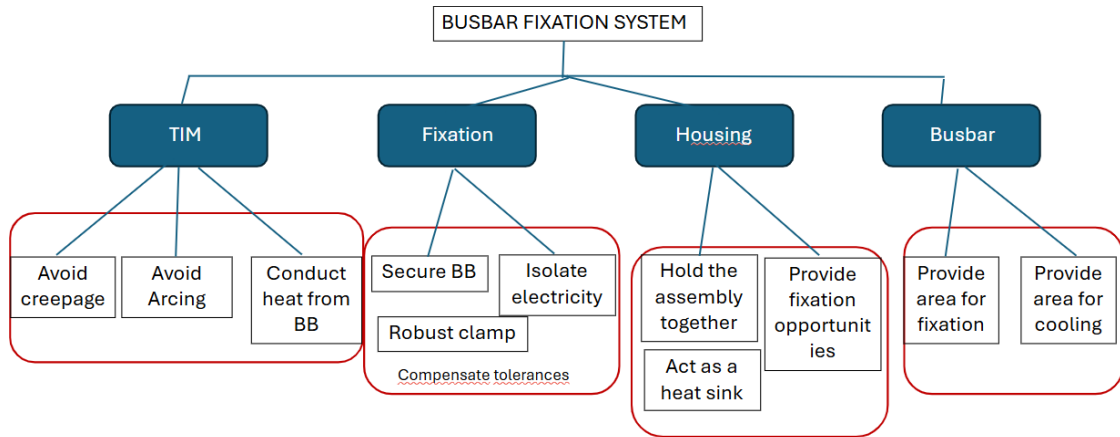 BUSBAR FIXATION SYSTEM
TIM
Fixation
Housing
Busbar
Avoid
creepage
Avoid
Arcing
Conduct
heat from
BB
Secure BB
Isolate
electricity
Robust clamp
Compensate tolerances
Hold the
assembly
together
Provide
fixation
opportunit
ies
Act as a
heat sink
Provide
area for
fixation
Provide
area for
cooling